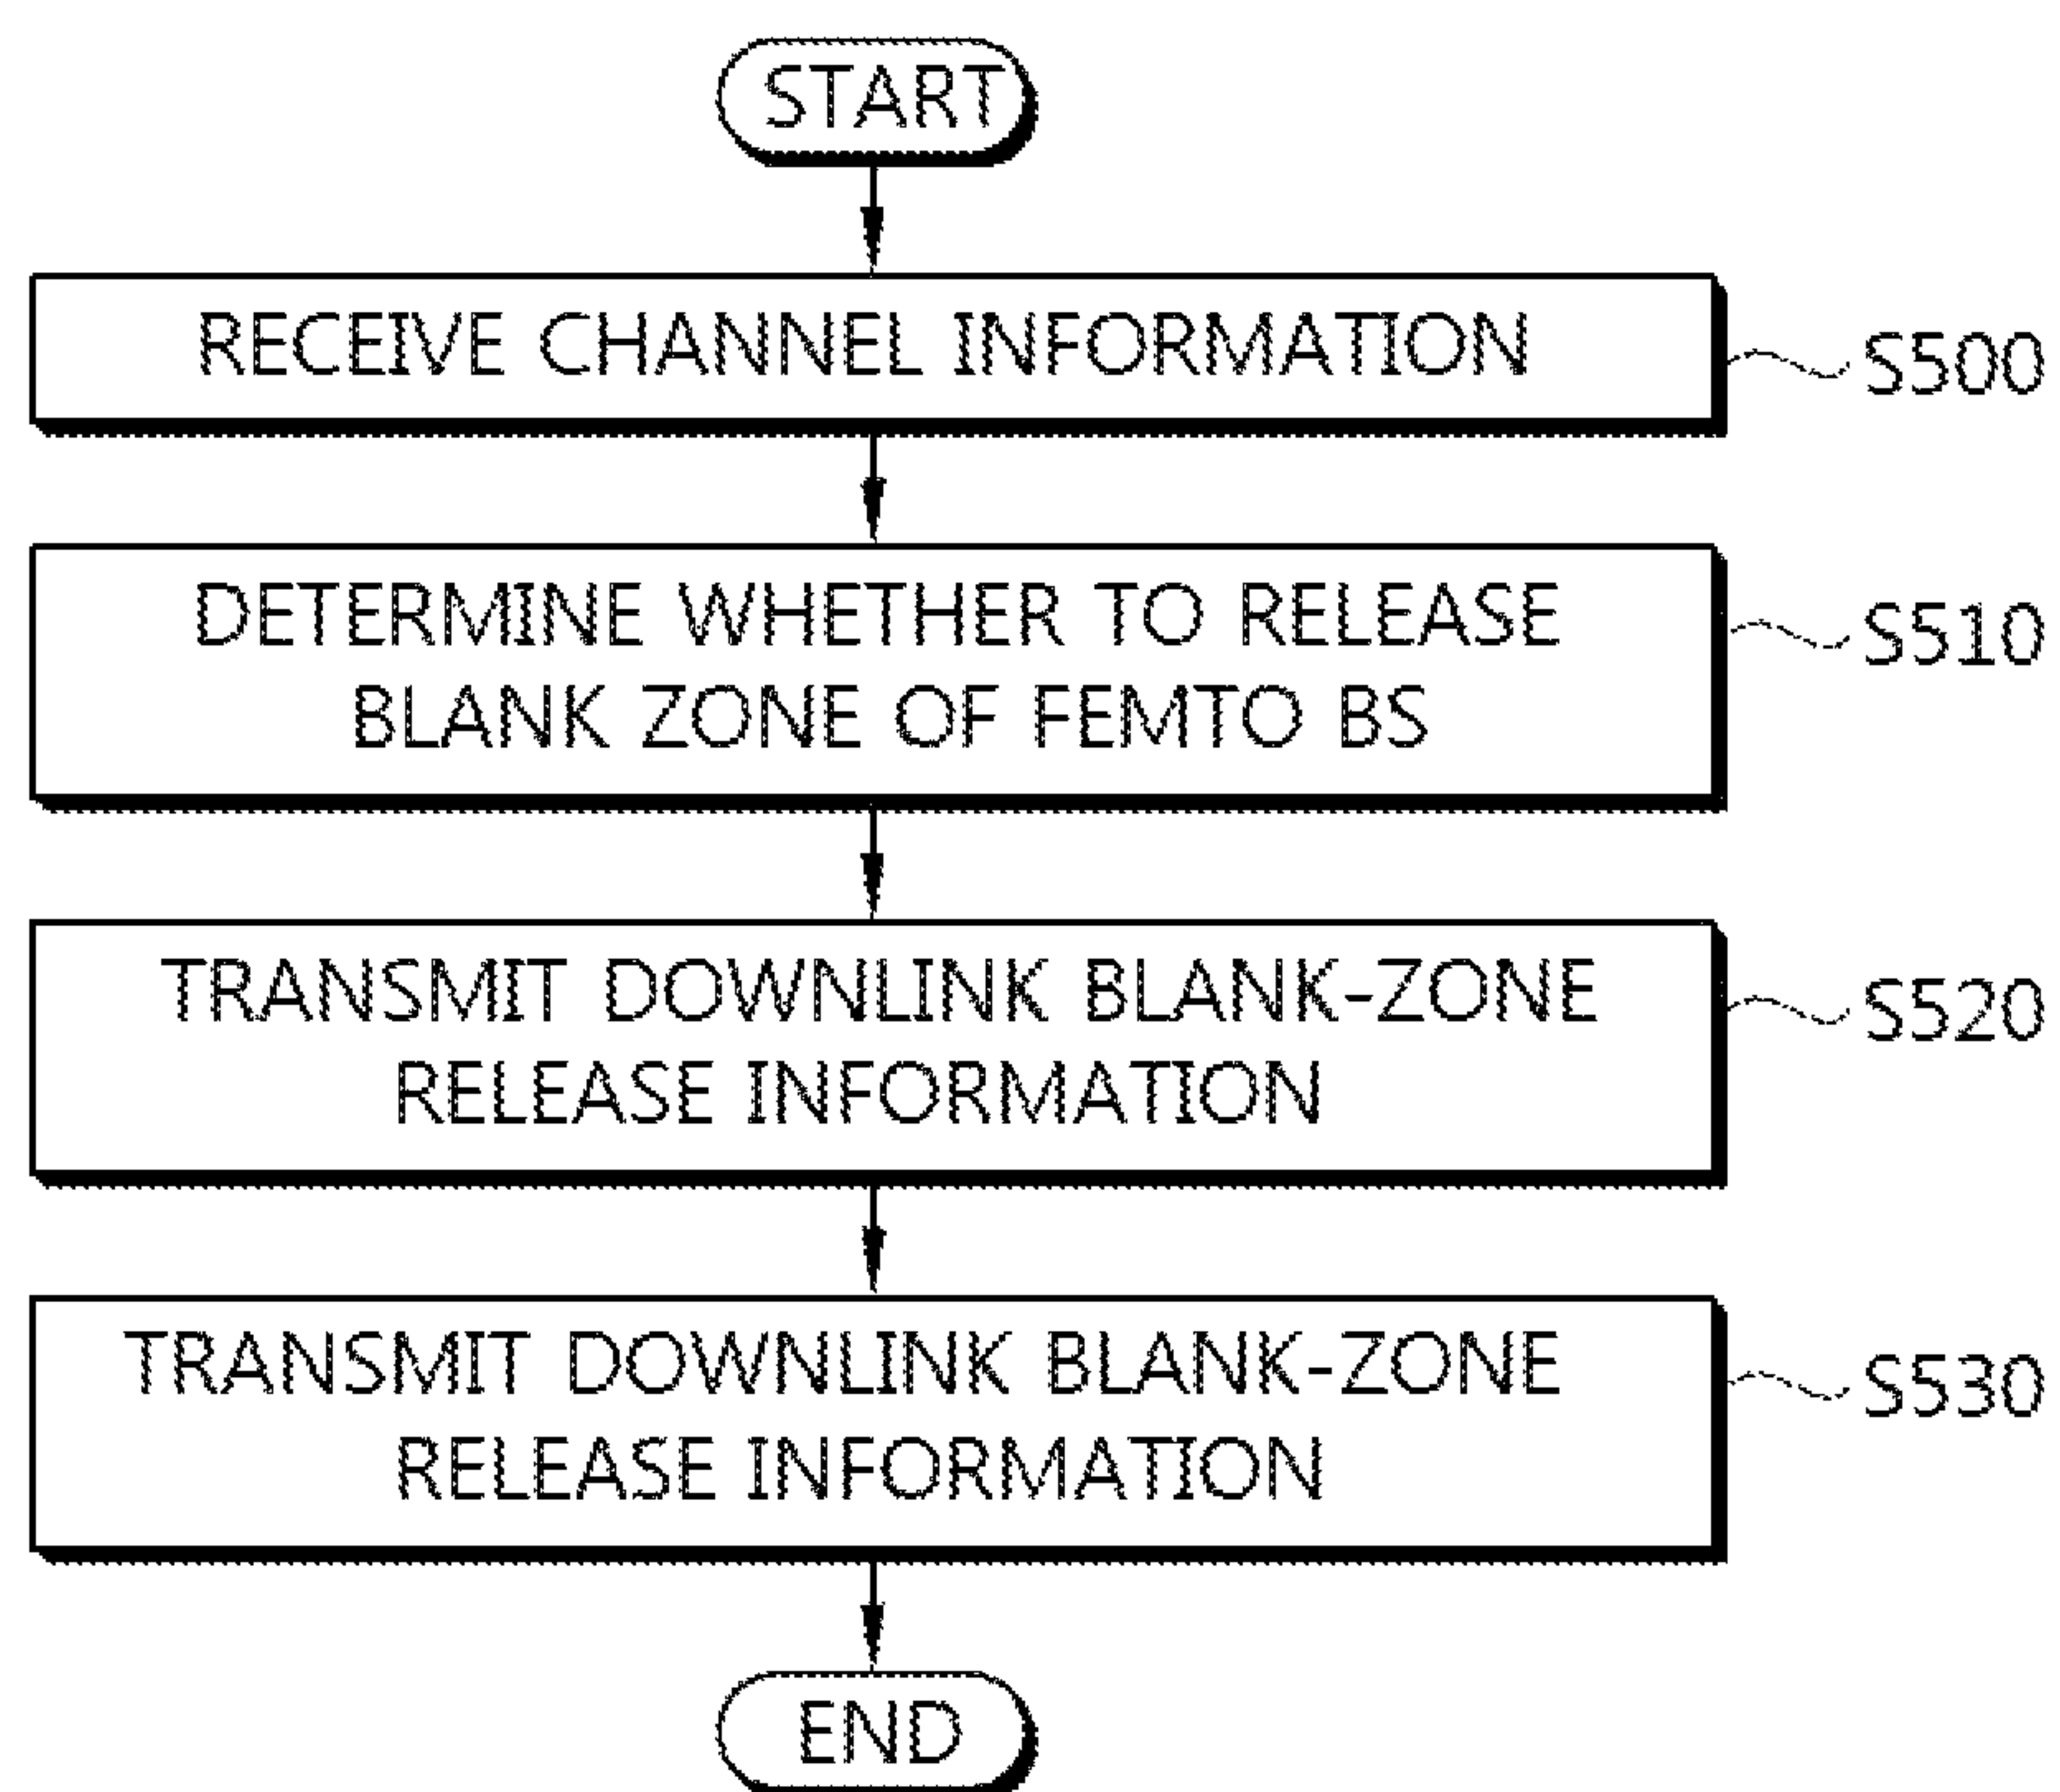 START
RECEIVE CHANNEL INFORMATION
S500
DETERMINE WHETHER TO RELEASE
BLANK ZONE OF FEMTO BS
S510
TRANSMIT DOWNLINK BLANK-ZONE
RELEASE INFORMATION
S520
TRANSMIT DOWNLINK BLANK-ZONE
RELEASE INFORMATION
S530
END